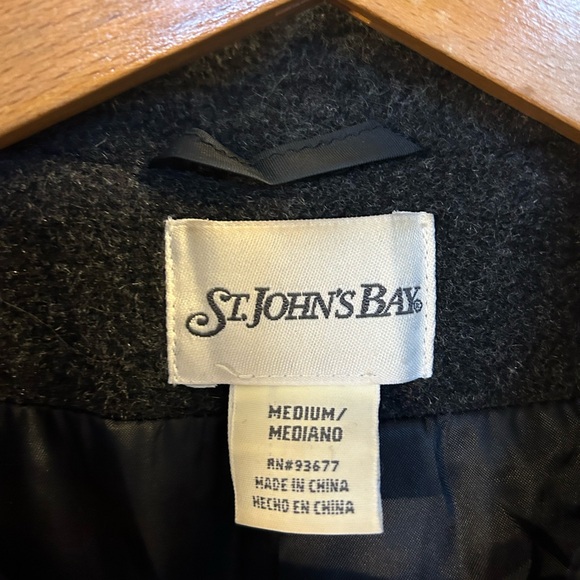 ST. JOHN'S BAY®
MEDIUM/
MEDIANO
RN#93677
MADE IN CHINA
HECHO EN CHINA